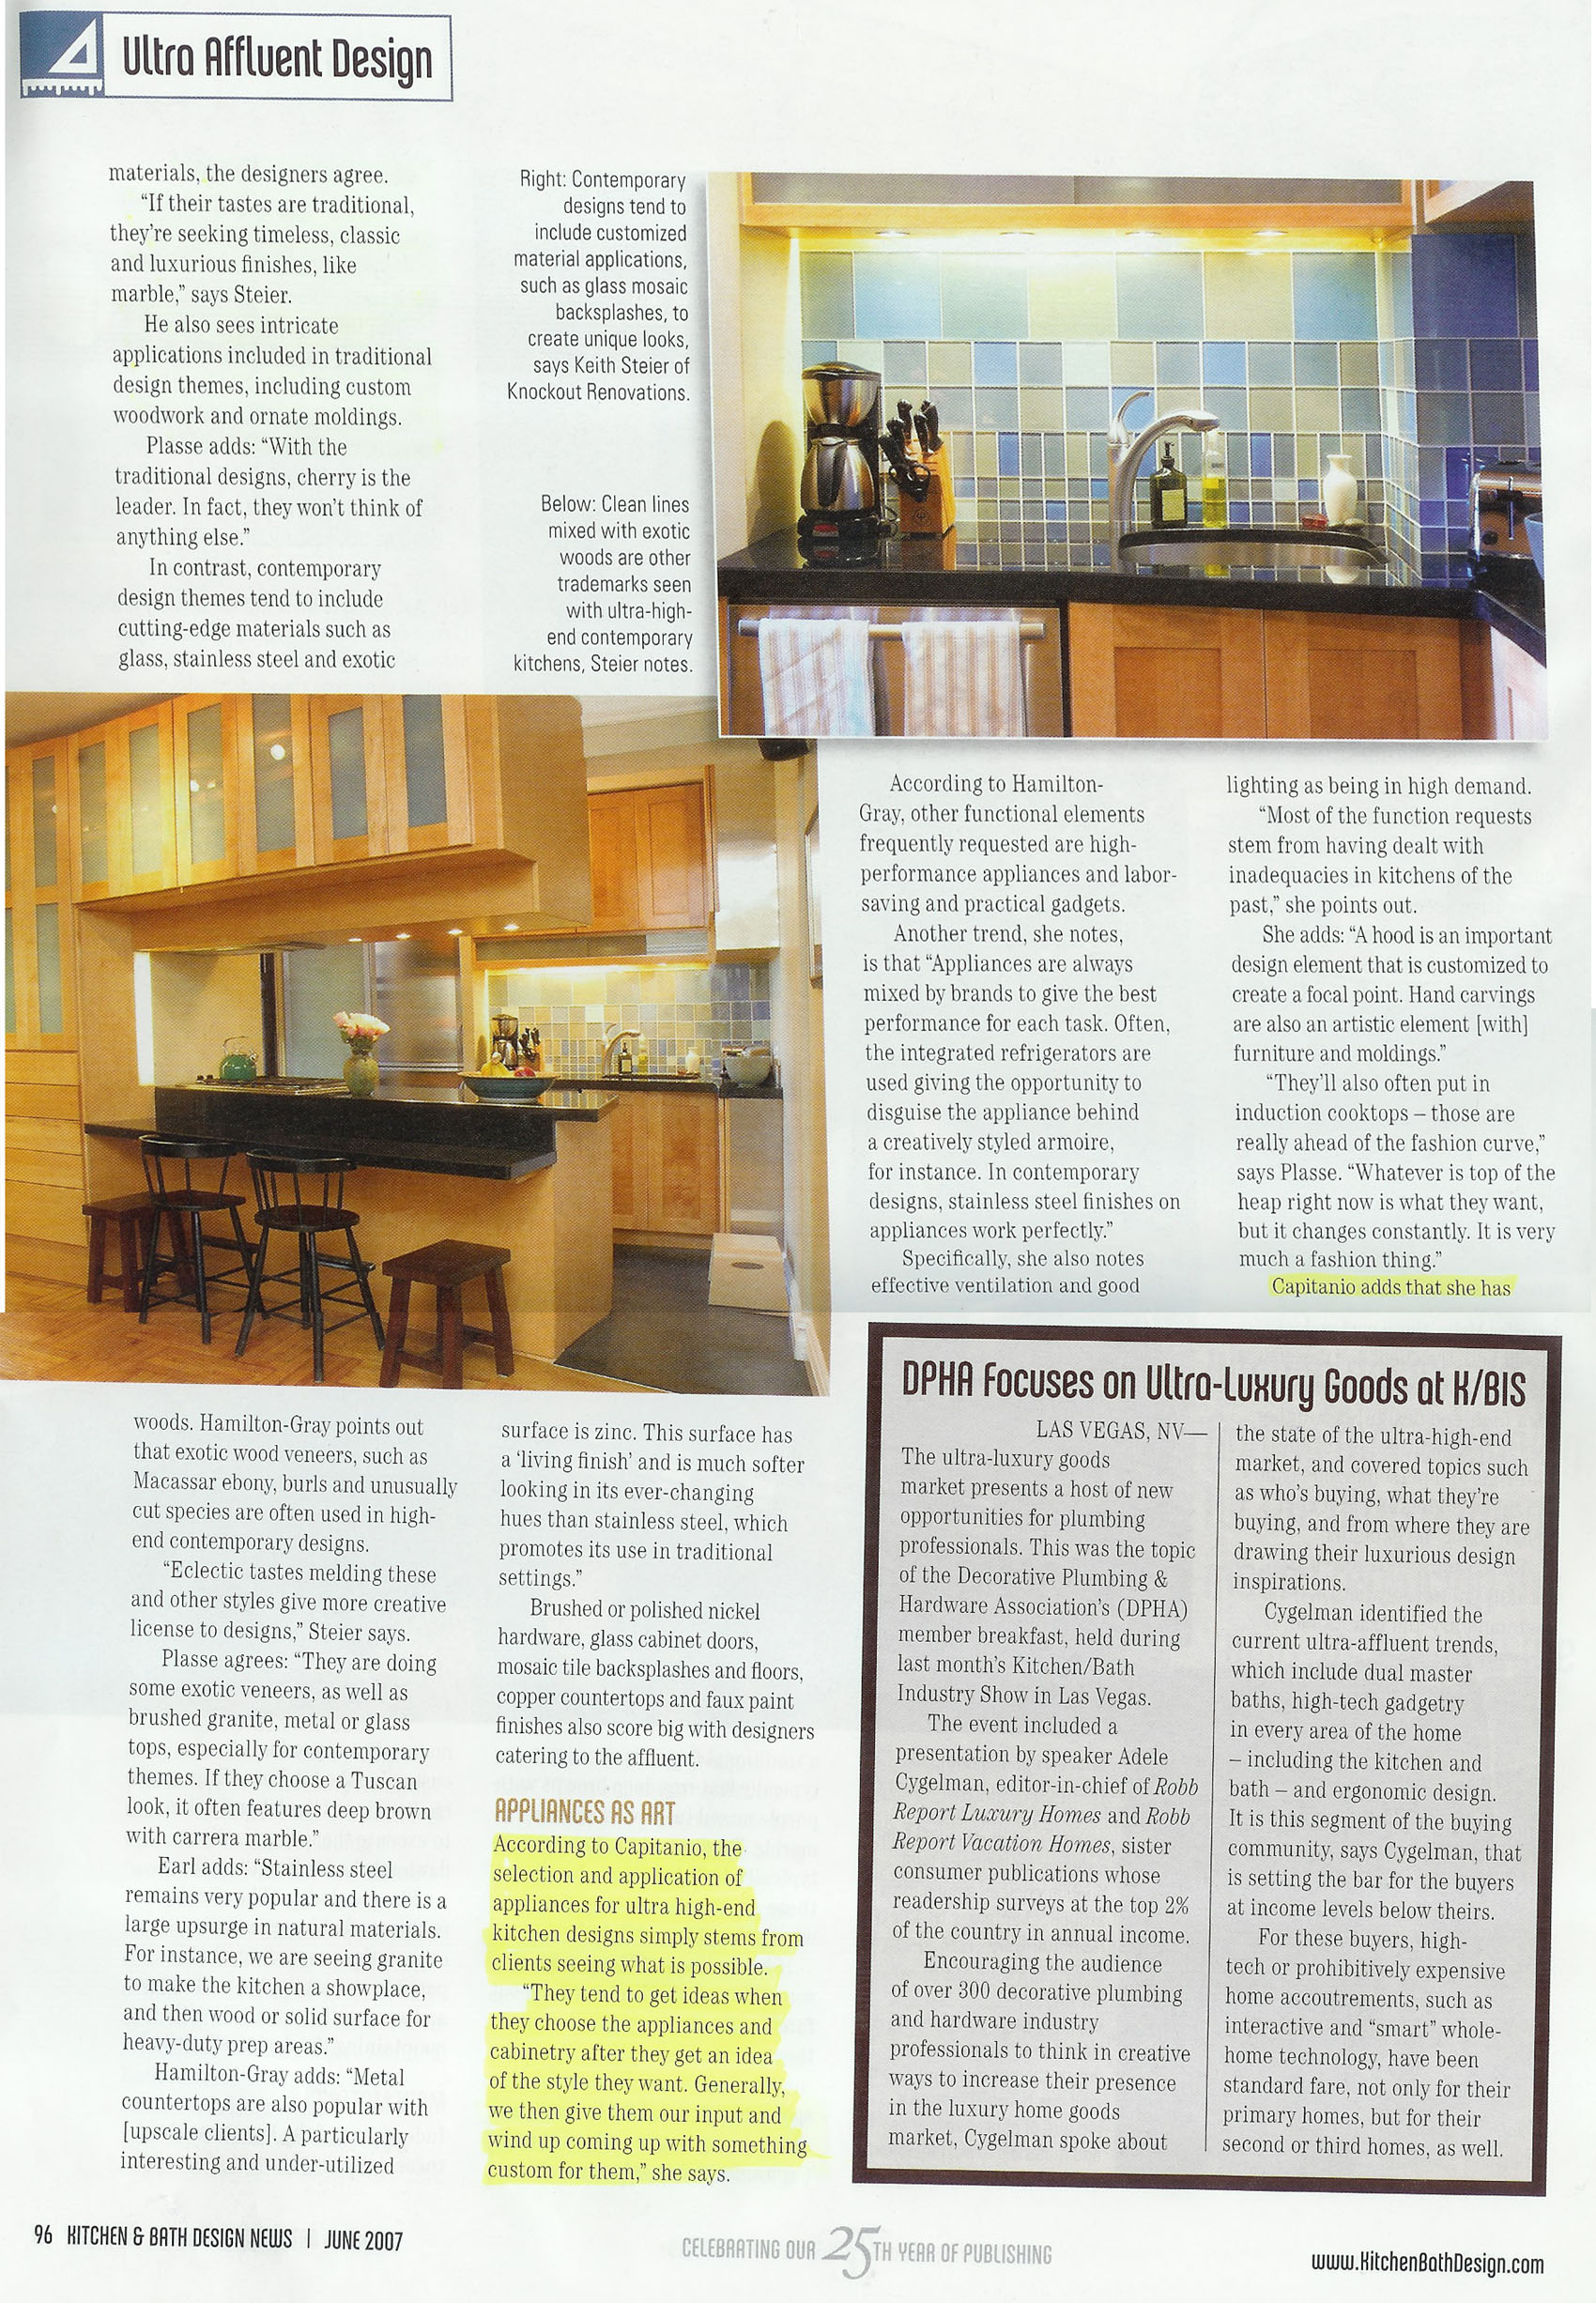 Ultra Affluent Design
materials, the designers agree.
“If their tastes are traditional,
they’re seeking timeless, classic
and luxurious finishes, like
marble,” says Steier.
He also sees intricate
applications included in traditional
design themes, including custom
woodwork and ornate moldings.
Plasse adds: “With the
traditional designs, cherry is the
leader. In fact, they won’t think of
anything else.”
In contrast, contemporary
design themes tend to include
cutting-edge materials such as
glass, stainless steel and exotic
Right: Contemporary
designs tend to
include customized
material applications,
such as glass mosaic
backsplashes, to
create unique looks,
says Keith Steier of
Knockout Renovations.
Below: Clean lines
mixed with exotic
woods are other
trademarks seen
with ultra-high-
end contemporary
kitchens, Steier notes.
woods. Hamilton-Gray points out
that exotic wood veneers, such as
Macassar ebony, burls and unusually
cut species are often used in high-
end contemporary designs.
“Eclectic tastes melding these
and other styles give more creative
license to designs,” Steier says.
Plasse agrees: “They are doing
some exotic veneers, as well as
brushed granite, metal or glass
tops, especially for contemporary
themes. If they choose a Tuscan
look, it often features deep brown
with carrera marble.”
Earl adds: “Stainless steel
remains very popular and there is a
large upsurge in natural materials.
For instance, we are seeing granite
to make the kitchen a showplace,
and then wood or solid surface for
heavy-duty prep areas.”
Hamilton-Gray adds: “Metal
countertops are also popular with
[upscale clients]. A particularly
interesting and under-utilized
surface is zinc. This surface has
a ‘living finish’ and is much softer
looking in its ever-changing
hues than stainless steel, which
promotes its use in traditional
settings.”
Brushed or polished nickel
hardware, glass cabinet doors,
mosaic tile backsplashes and floors,
copper countertops and faux paint
finishes also score big with designers
catering to the affluent.
APPLIANCES AS ART
According to Capitanio, the
selection and application of
appliances for ultra high-end
kitchen designs simply stems from
clients seeing what is possible.
“They tend to get ideas when
they choose the appliances and
cabinetry after they get an idea
of the style they want. Generally,
we then give them our input and
wind up coming up with something
custom for them,” she says.
According to Hamilton-
Gray, other functional elements
frequently requested are high-
performance appliances and labor-
saving and practical gadgets.
Another trend, she notes,
is that “Appliances are always
mixed by brands to give the best
performance for each task. Often,
the integrated refrigerators are
used giving the opportunity to
disguise the appliance behind
a creatively styled armoire,
for instance. In contemporary
designs, stainless steel finishes on
appliances work perfectly.”
Specifically, she also notes
effective ventilation and good
lighting as being in high demand.
“Most of the function requests
stem from having dealt with
inadequacies in kitchens of the
past,” she points out.
She adds: “A hood is an important
design element that is customized to
create a focal point. Hand carvings
are also an artistic element [with]
furniture and moldings.”
“They’ll also often put in
induction cooktops – those are
really ahead of the fashion curve,”
says Plasse. “Whatever is top of the
heap right now is what they want,
but it changes constantly. It is very
much a fashion thing.”
Capitanio adds that she has
DPHA Focuses on Ultra-Luxury Goods at K/BIS
LAS VEGAS, NV—
The ultra-luxury goods
market presents a host of new
opportunities for plumbing
professionals. This was the topic
of the Decorative Plumbing &
Hardware Association’s (DPHA)
member breakfast, held during
last month’s Kitchen/Bath
Industry Show in Las Vegas.
The event included a
presentation by speaker Adele
Cygelman, editor-in-chief of Robb
Report Luxury Homes and Robb
Report Vacation Homes, sister
consumer publications whose
readership surveys at the top 2%
of the country in annual income.
Encouraging the audience
of over 300 decorative plumbing
and hardware industry
professionals to think in creative
ways to increase their presence
in the luxury home goods
market, Cygelman spoke about
the state of the ultra-high-end
market, and covered topics such
as who’s buying, what they’re
buying, and from where they are
drawing their luxurious design
inspirations.
Cygelman identified the
current ultra-affluent trends,
which include dual master
baths, high-tech gadgetry
in every area of the home
– including the kitchen and
bath – and ergonomic design.
It is this segment of the buying
community, says Cygelman, that
is setting the bar for the buyers
at income levels below theirs.
For these buyers, high-
tech or prohibitively expensive
home accoutrements, such as
interactive and “smart” whole-
home technology, have been
standard fare, not only for their
primary homes, but for their
second or third homes, as well.
96 KITCHEN & BATH DESIGN NEWS | JUNE 2007
CELEBRATING OUR 25TH YEAR OF PUBLISHING
www.KitchenBathDesign.com